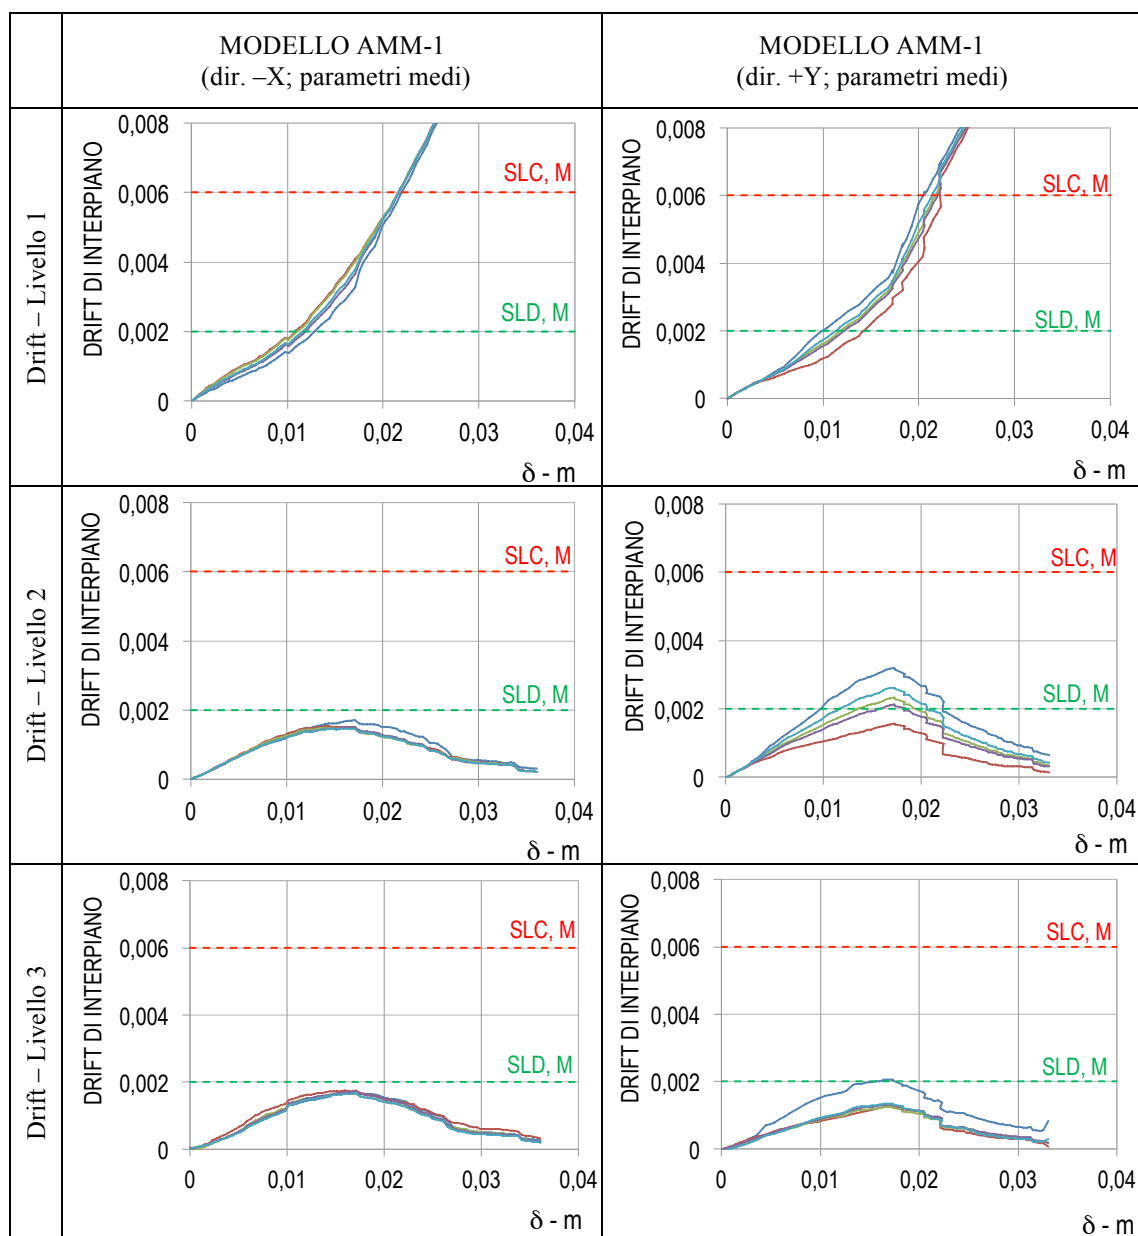 MODELLO AMM-1
(dir. –X; parametri medi)
MODELLO AMM-1
(dir. +Y; parametri medi)
Drift – Livello 1
DRIFT DI INTERPIANO
0,008
0,006
0,004
0,002
0
SLC, M
SLD, M
0
0,01
0,02
0,03
0,04
δ - m
DRIFT DI INTERPIANO
0,008
0,006
0,004
0,002
0
SLC, M
SLD, M
0
0,01
0,02
0,03
0,04
δ - m
Drift – Livello 2
DRIFT DI INTERPIANO
0,008
0,006
0,004
0,002
0
SLC, M
SLD, M
0
0,01
0,02
0,03
0,04
δ - m
DRIFT DI INTERPIANO
0,008
0,006
0,004
0,002
0
SLC, M
SLD, M
0
0,01
0,02
0,03
0,04
δ - m
Drift – Livello 3
DRIFT DI INTERPIANO
0,008
0,006
0,004
0,002
0
SLC, M
SLD, M
0
0,01
0,02
0,03
0,04
δ - m
DRIFT DI INTERPIANO
0,008
0,006
0,004
0,002
0
SLC, M
SLD, M
0
0,01
0,02
0,03
0,04
δ - m